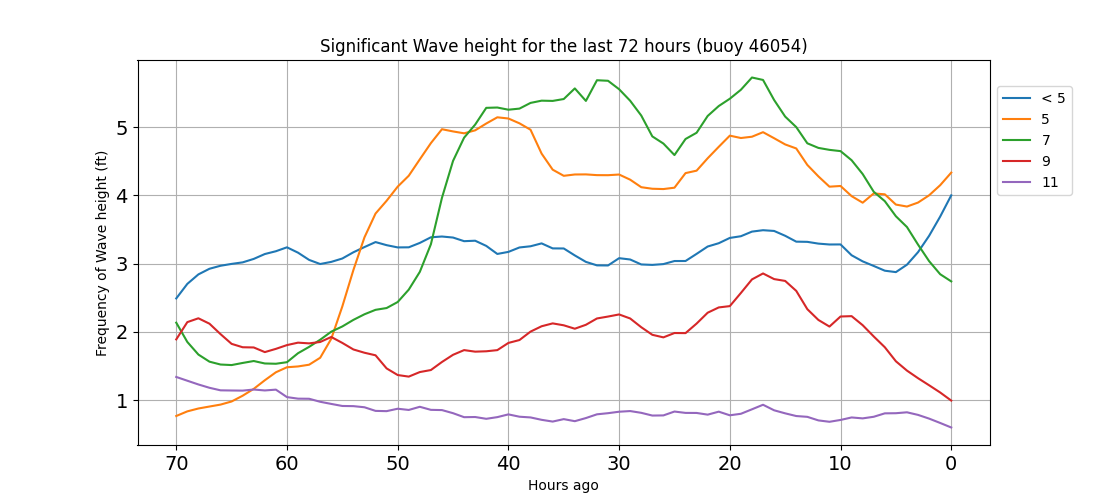 Significant Wave height for the last 72 hours (buoy 46054)
Frequency of Wave height (ft)
5
4
3
2
1
70 60 50 40 30 20 10 0
Hours ago
< 5
5
7
9
11